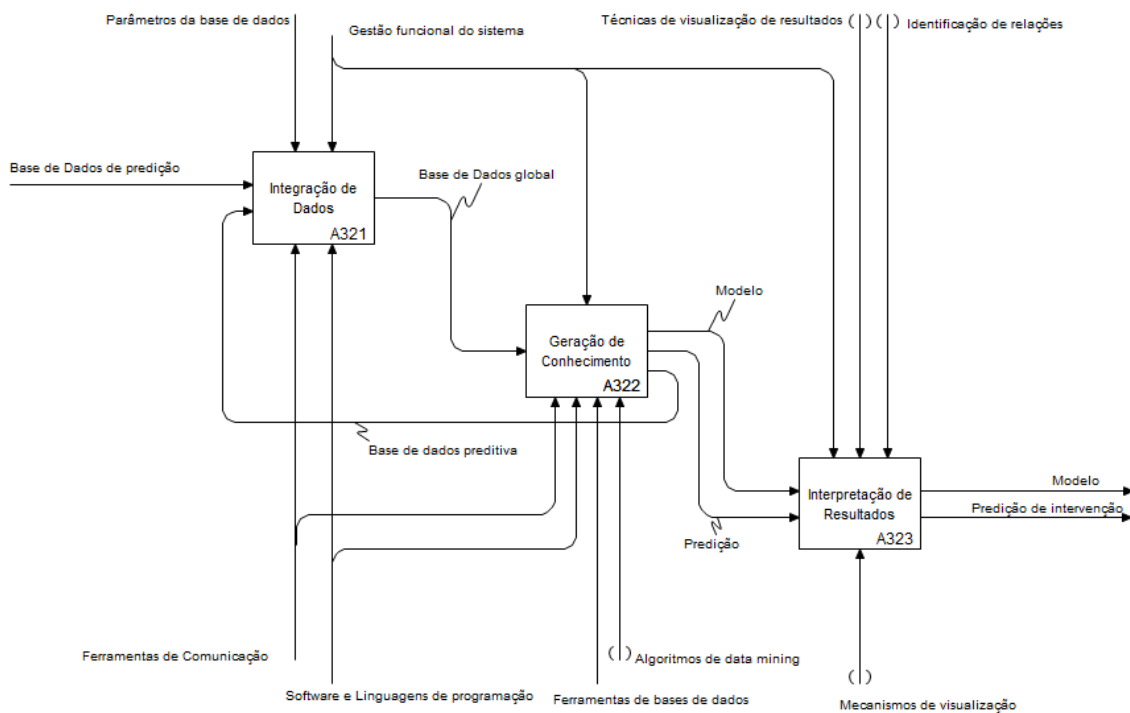 Parâmetros da base de dados
Gestão funcional do sistema
Técnicas de visualização de resultados
( )
( )
Identificação de relações
Base de Dados de predição
Integração de
Dados
A321
Base de Dados global
Modelo
Geração de
Conhecimento
A322
Base de dados preditiva
Predição
Interpretação de
Resultados
A323
Modelo
Predição de intervenção
Ferramentas de Comunicação
( )
Algoritmos de data mining
Software e Linguagens de programação
Ferramentas de bases de dados
( )
Mecanismos de visualização